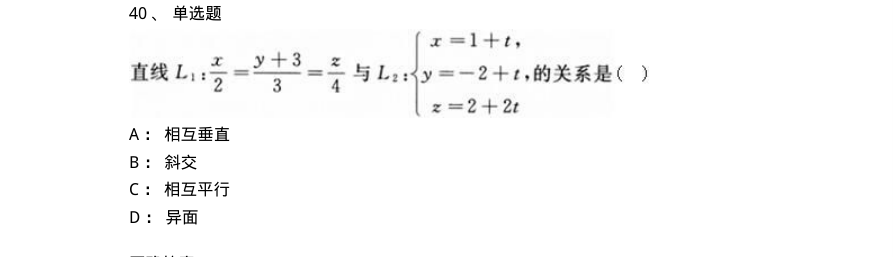 40、 单选题
直线 L₁: x/2 = (y+3)/3 = z/4 与 L₂: { x=1+t, y=-2+t, z=2+2t 的关系是( )
A： 相互垂直
B： 斜交
C： 相互平行
D： 异面